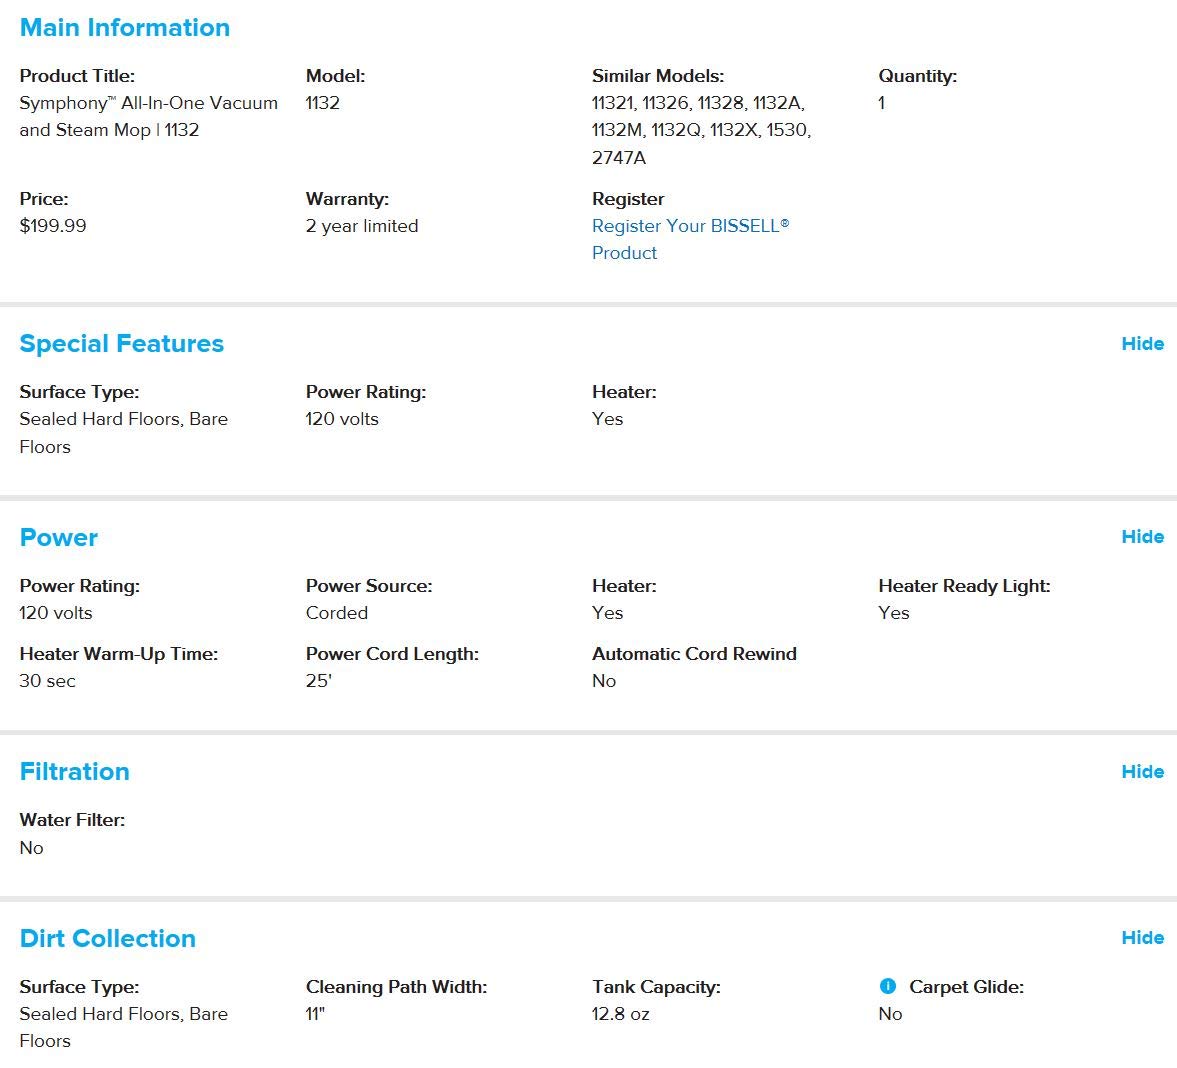 Main Information
Product Title:
Symphony™ All-In-One Vacuum
and Steam Mop | 1132
Model:
1132
Similar Models:
11321, 11326, 11328, 1132A,
1132M, 1132Q, 1132X, 1530,
2747A
Quantity:
1
Price:
$199.99
Warranty:
2 year limited
Register
Register Your BISSELL®
Product
Special Features
Hide
Surface Type:
Sealed Hard Floors, Bare
Floors
Power Rating:
120 volts
Heater:
Yes
Power
Hide
Power Rating:
120 volts
Power Source:
Corded
Heater:
Yes
Heater Ready Light:
Yes
Heater Warm-Up Time:
30 sec
Power Cord Length:
25'
Automatic Cord Rewind
No
Filtration
Hide
Water Filter:
No
Dirt Collection
Hide
Surface Type:
Sealed Hard Floors, Bare
Floors
Cleaning Path Width:
11"
Tank Capacity:
12.8 oz
i Carpet Glide:
No